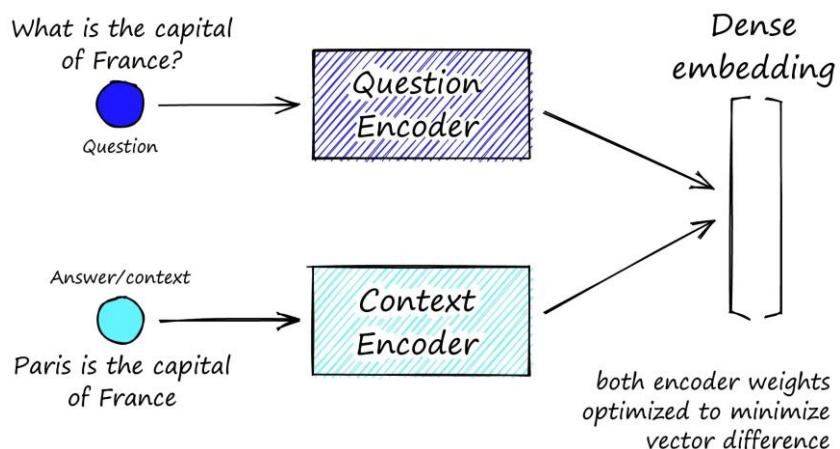 What is the capital
of France?
Question
Question
Encoder
Dense
embedding
Answer/context
Paris is the capital
of France
Context
Encoder
both encoder weights
optimized to minimize
vector difference